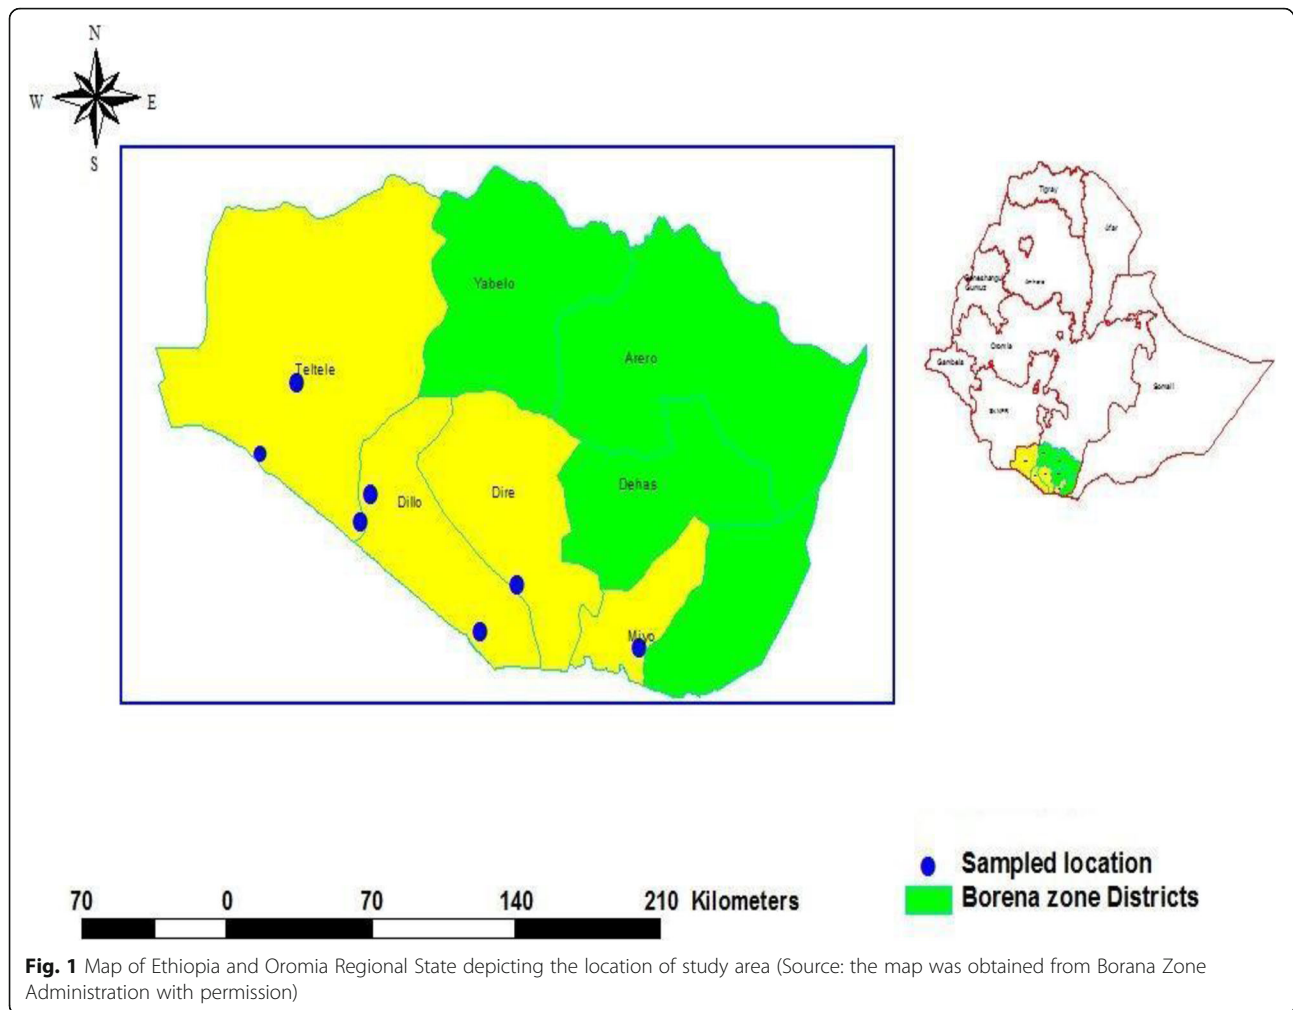 N
W E
S
Yabelo
Arero
Teltele
Dehas
Dire
Dillo
Miyo
Tigray
Afar
Amhara
Oromia
Gambela
Somali
SNNPR
Sampled location
Borena zone Districts
70 0 70 140 210 Kilometers
Fig. 1 Map of Ethiopia and Oromia Regional State depicting the location of study area (Source: the map was obtained from Borana Zone
Administration with permission)